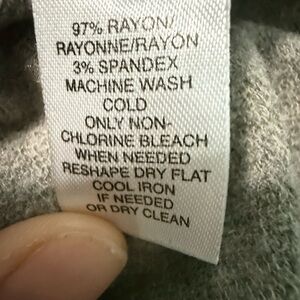 97% RAYON/
RAYONNE/RAYÓN
3% SPANDEX
MACHINE WASH
COLD
ONLY NON-
CHLORINE BLEACH
WHEN NEEDED
RESHAPE DRY FLAT
COOL IRON
IF NEEDED
OR DRY CLEAN